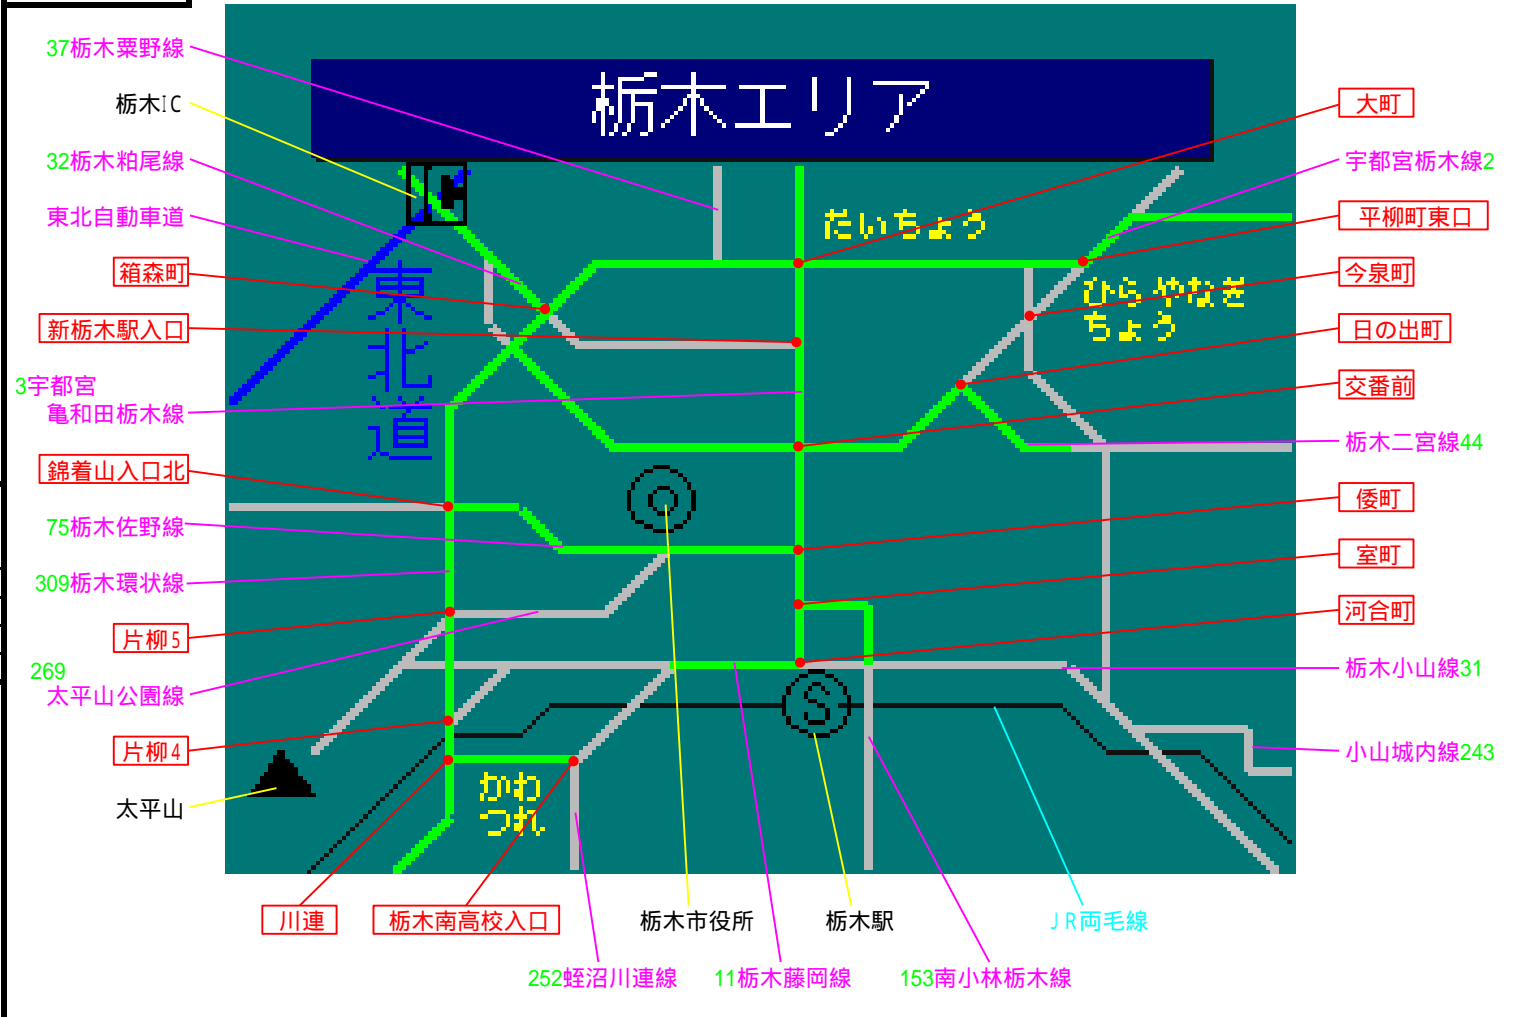 栃木エリア
37栃木粟野線
栃木IC
32栃木粕尾線
東北自動車道
箱森町
新栃木駅入口
3宇都宮
亀和田栃木線
錦着山入口北
75栃木佐野線
309栃木環状線
片柳5
269
太平山公園線
片柳4
太平山
東北道
だいちょう
ひらやなぎ
ちょう
かわ
つれ
S
大町
宇都宮栃木線2
平柳町東口
今泉町
日の出町
交番前
栃木二宮線44
倭町
室町
河合町
栃木小山線31
小山城内線243
川連
栃木南高校入口
栃木市役所
栃木駅
JR両毛線
252蛭沼川連線
11栃木藤岡線
153南小林栃木線